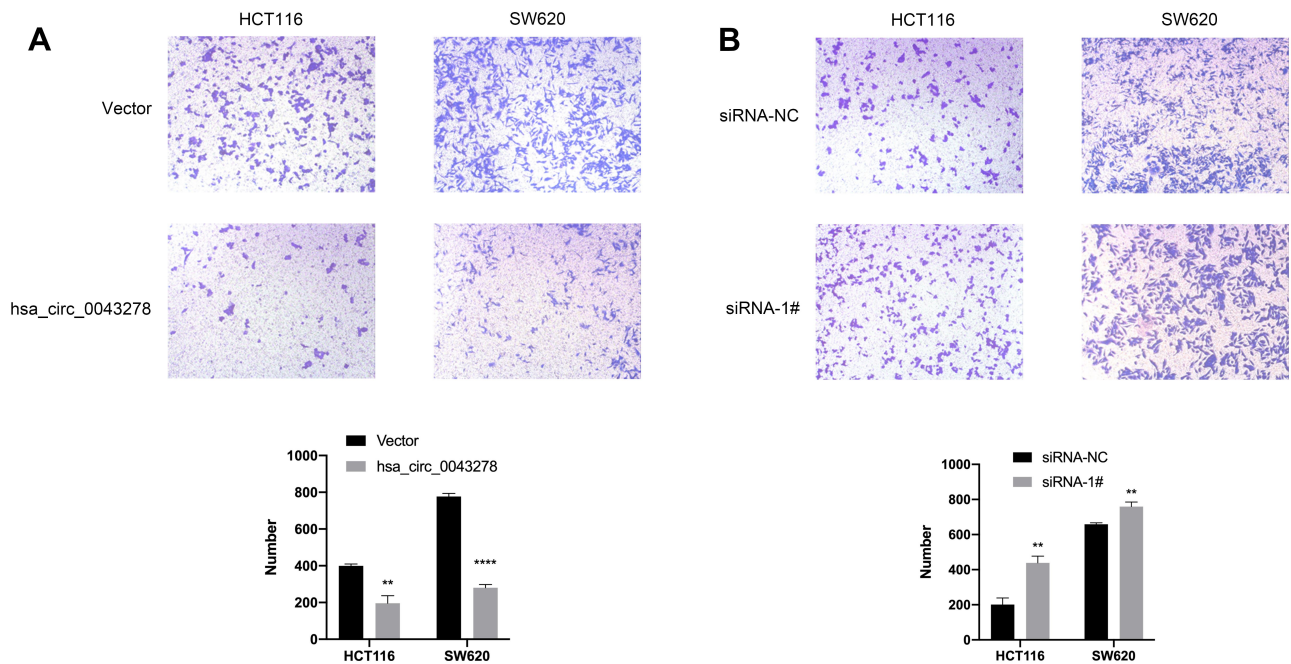 A
HCT116
SW620
Vector
hsa_circ_0043278
Vector
hsa_circ_0043278
1000
800
600
400
200
0
Number
**
****
HCT116
SW620
B
HCT116
SW620
siRNA-NC
siRNA-1#
siRNA-NC
siRNA-1#
1000
800
600
400
200
0
Number
**
**
HCT116
SW620